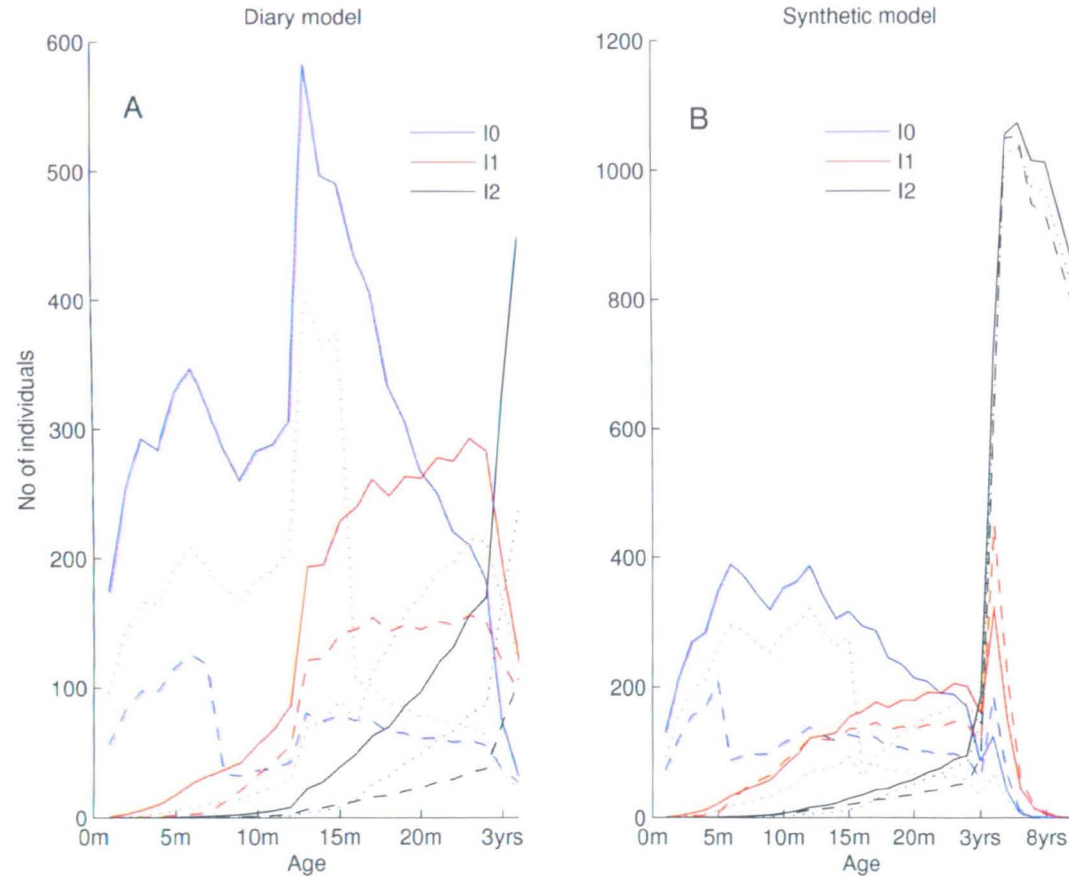 Diary model
Synthetic model
A
I0
I1
I2
B
I0
I1
I2
No of individuals
600
500
400
300
200
100
0
1200
1000
800
600
400
200
0
0m 5m 10m 15m 20m 3yrs
0m 5m 10m 15m 20m 3yrs 8yrs
Age
Age